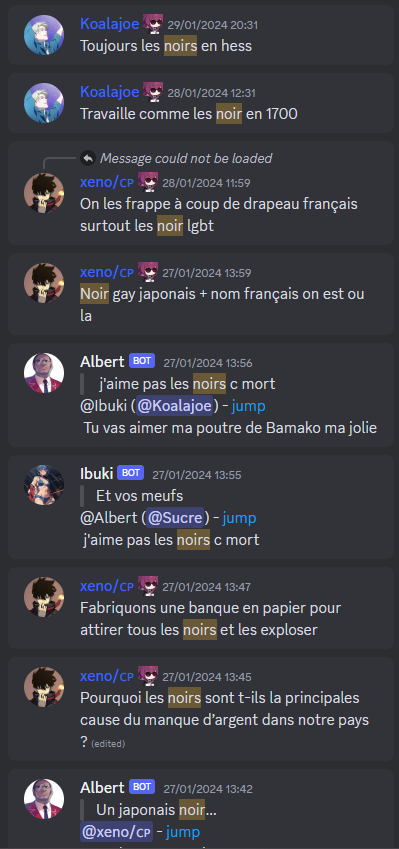 Koalajoe 29/01/2024 20:31
Toujours les noirs en hess
Koalajoe 28/01/2024 12:31
Travaille comme les noir en 1700
Message could not be loaded
xeno/CP 28/01/2024 11:59
On les frappe à coup de drapeau français
surtout les noir lgbt
xeno/CP 27/01/2024 13:59
Noir gay japonais + nom français on est ou
la
Albert BOT 27/01/2024 13:56
j'aime pas les noirs c mort
@Ibuki (@Koalajoe) - jump
Tu vas aimer ma poutre de Bamako ma jolie
Ibuki BOT 27/01/2024 13:55
Et vos meufs
@Albert (@Sucre) - jump
j'aime pas les noirs c mort
xeno/CP 27/01/2024 13:47
Fabriquons une banque en papier pour
attirer tous les noirs et les exploser
xeno/CP 27/01/2024 13:45
Pourquoi les noirs sont t-ils la principales
cause du manque d’argent dans notre pays
? (edited)
Albert BOT 27/01/2024 13:42
Un japonais noir...
@xeno/CP - jump